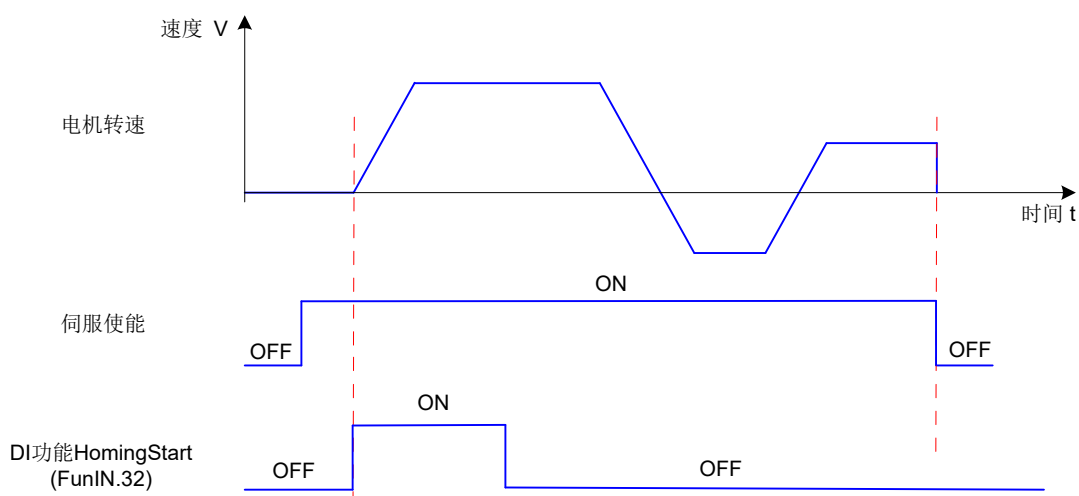 速度 V
电机转速
时间 t
ON
伺服使能
OFF
OFF
ON
DI功能HomingStart
(FunIN.32)
OFF
OFF